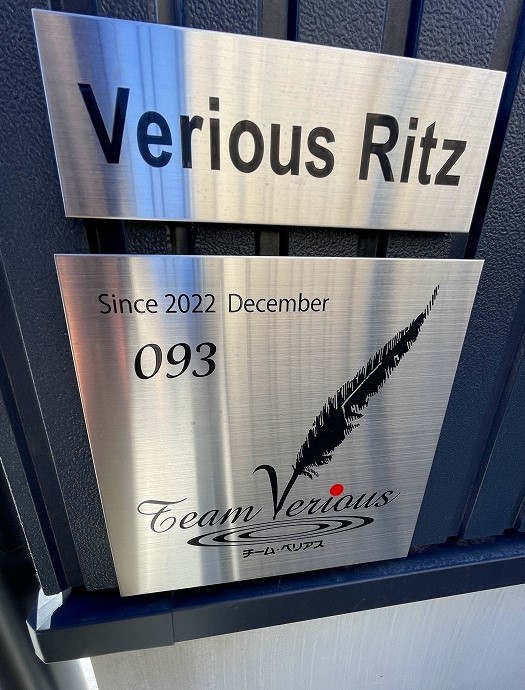 Verious Ritz
Since 2022 December
093
Team Verious
チーム・ベリアス